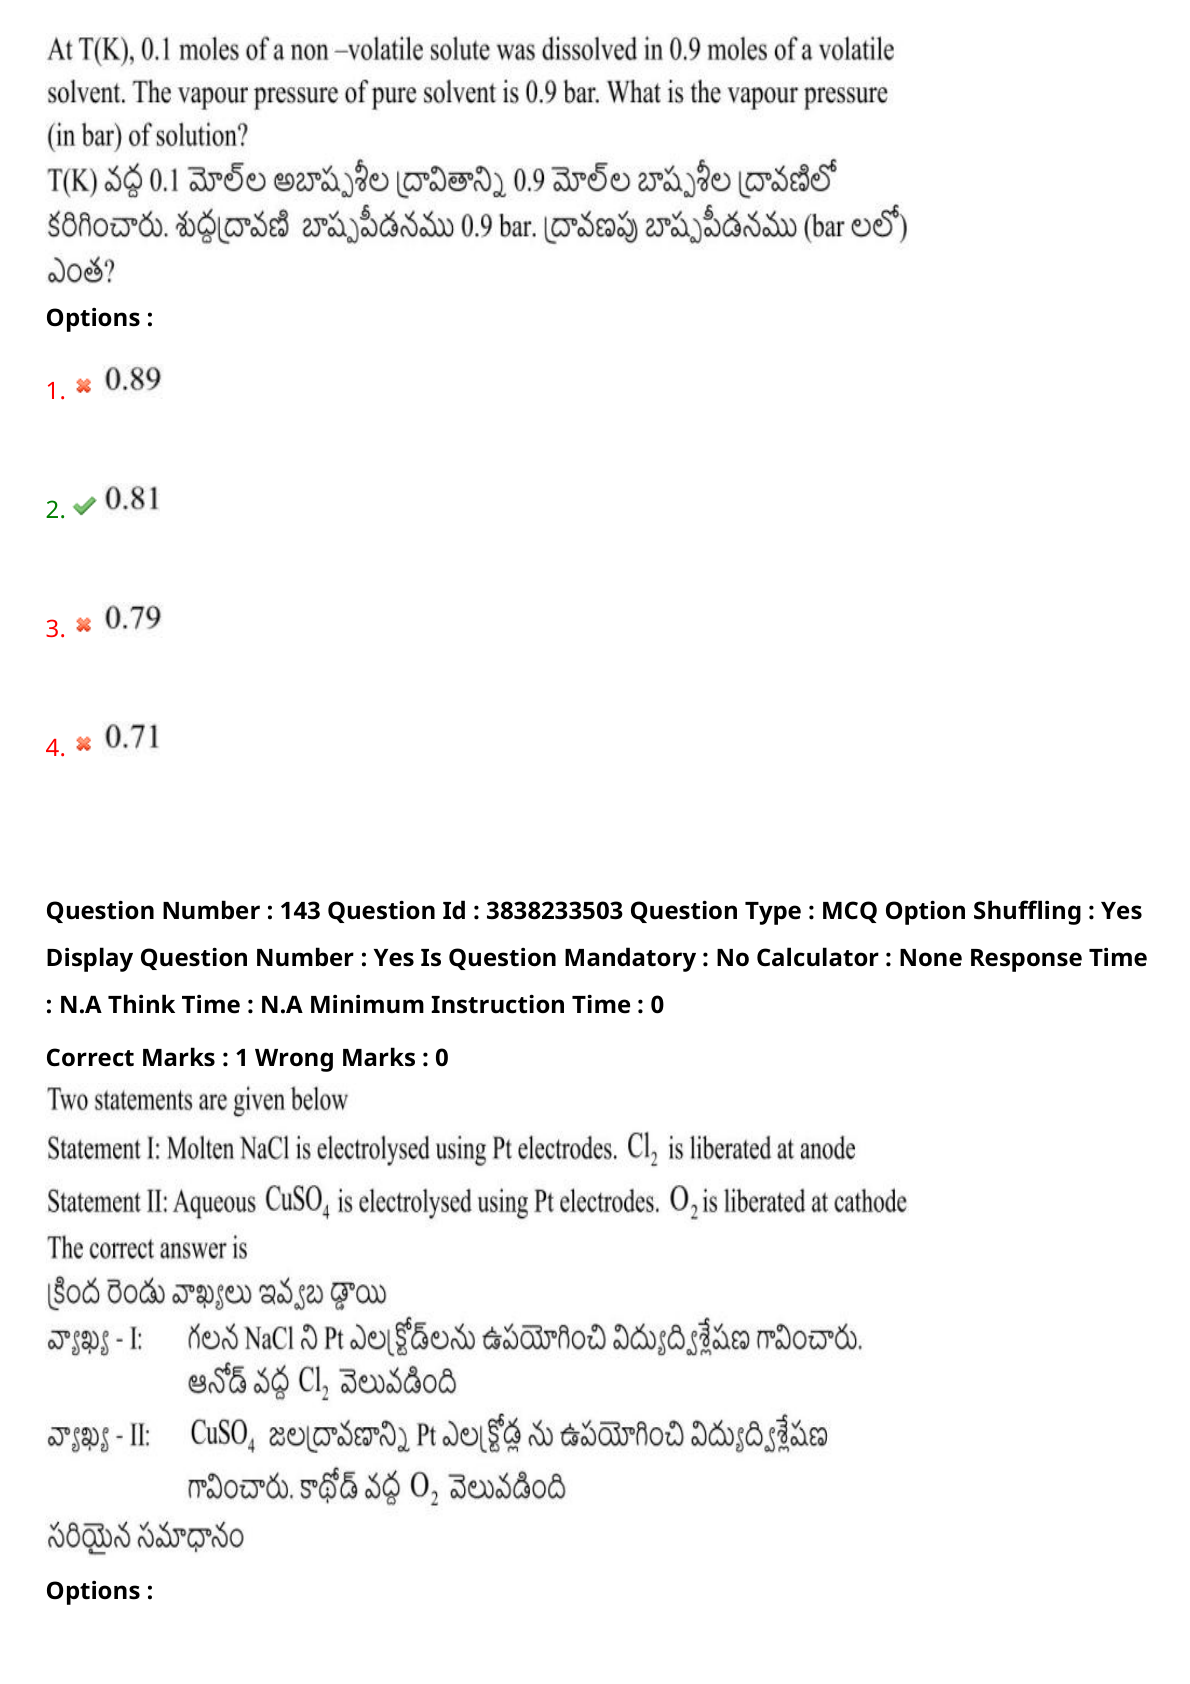 At T(K), 0.1 moles of a non –volatile solute was dissolved in 0.9 moles of a volatile
solvent. The vapour pressure of pure solvent is 0.9 bar. What is the vapour pressure
(in bar) of solution?
T(K) వద్ద 0.1 మోల్‌ల అబాష్పశీల ద్రావితాన్ని 0.9 మోల్‌ల బాష్పశీల ద్రావణిలో
కరిగించారు. శుద్ధద్రావణి బాష్పపీడనము 0.9 bar. ద్రావణపు బాష్పపీడనము (bar లలో)
ఎంత?
Options :
1. 0.89
2. 0.81
3. 0.79
4. 0.71
Question Number : 143 Question Id : 3838233503 Question Type : MCQ Option Shuffling : Yes
Display Question Number : Yes Is Question Mandatory : No Calculator : None Response Time
: N.A Think Time : N.A Minimum Instruction Time : 0
Correct Marks : 1 Wrong Marks : 0
Two statements are given below
Statement I: Molten NaCl is electrolysed using Pt electrodes. Cl₂ is liberated at anode
Statement II: Aqueous CuSO₄ is electrolysed using Pt electrodes. O₂ is liberated at cathode
The correct answer is
క్రింద రెండు వాఖ్యలు ఇవ్వబ డ్డాయి
వ్యాఖ్య - I: గలన NaCl ని Pt ఎలక్ట్రోడ్‌లను ఉపయోగించి విద్యుద్విశ్లేషణ గావించారు.
ఆనోడ్ వద్ద Cl₂ వెలువడింది
వ్యాఖ్య - II: CuSO₄ జలద్రావణాన్ని Pt ఎలక్ట్రోడ్ల ను ఉపయోగించి విద్యుద్విశ్లేషణ
గావించారు. కాథోడ్ వద్ద O₂ వెలువడింది
సరియైన సమాధానం
Options :